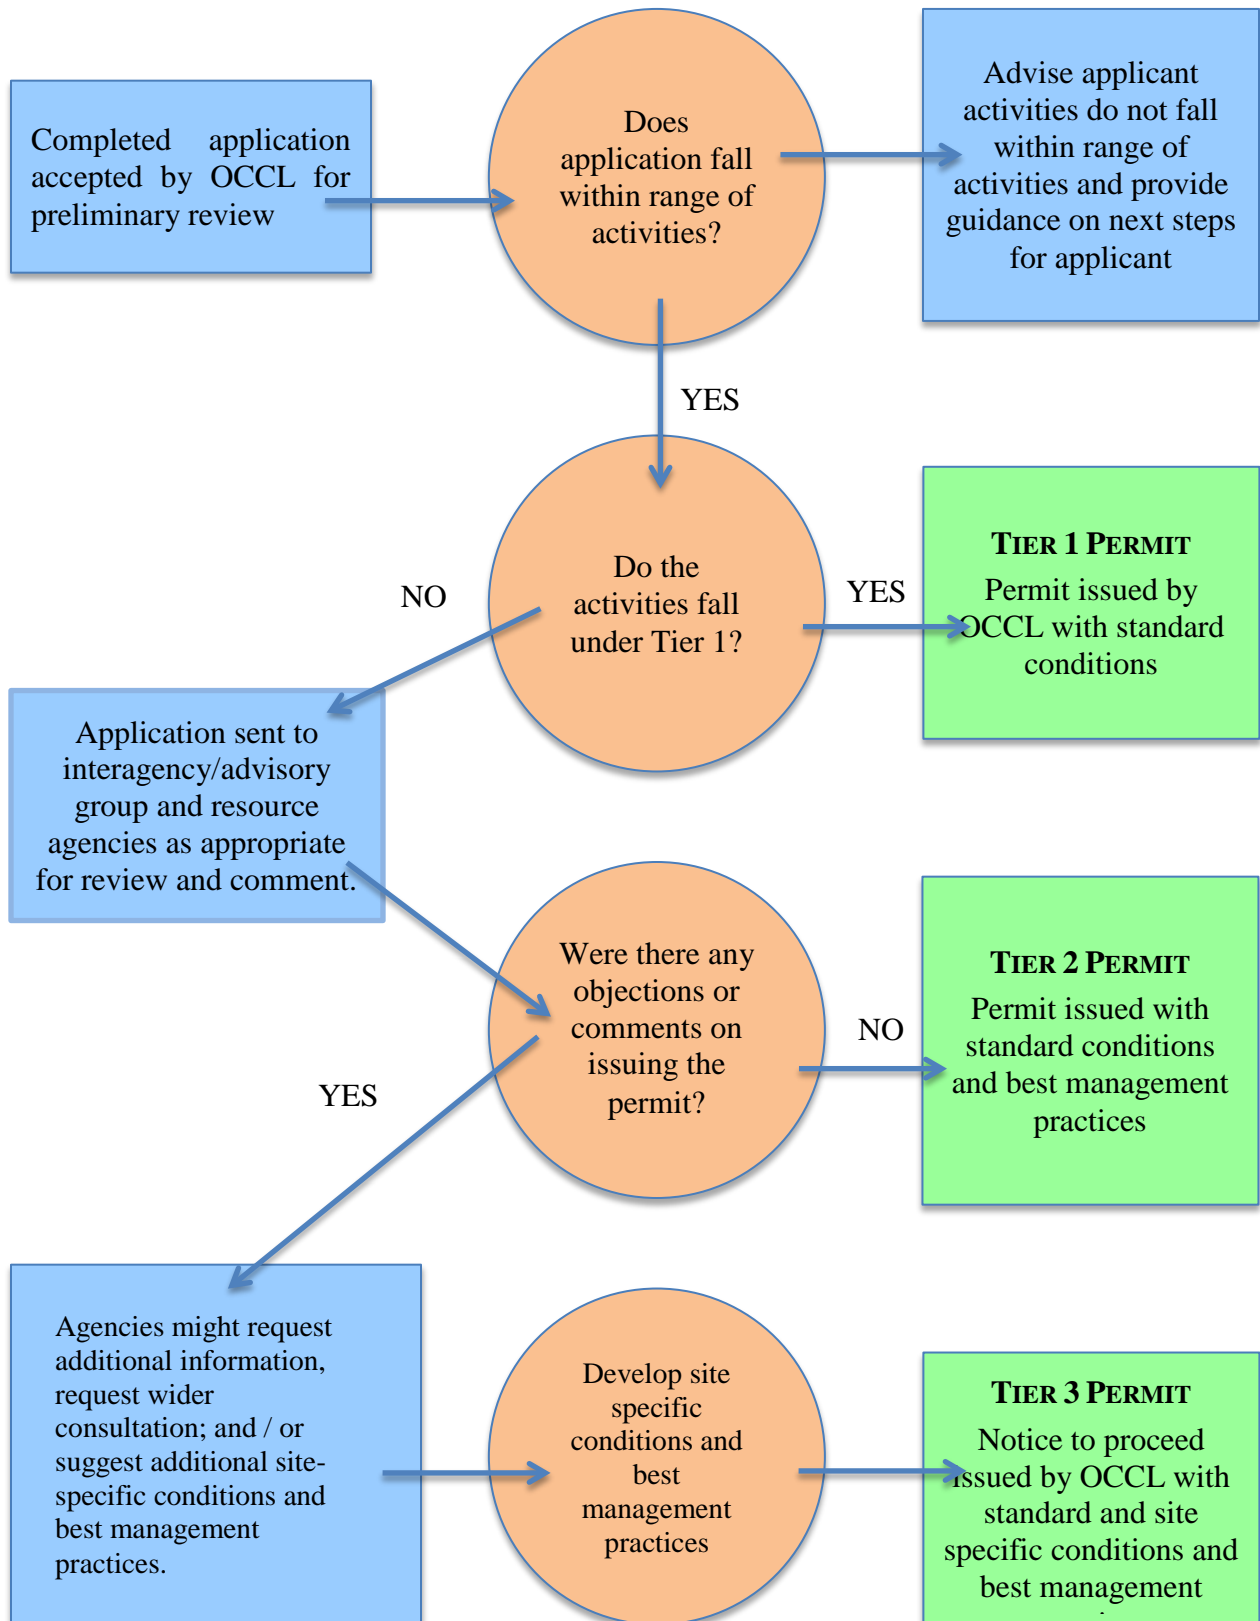 Completed application
accepted by OCCL for
preliminary review
Does
application fall
within range of
activities?
Advise applicant
activities do not fall
within range of
activities and provide
guidance on next steps
for applicant
YES
Do the
activities fall
under Tier 1?
NO
YES
TIER 1 PERMIT
Permit issued by
OCCL with standard
conditions
Application sent to
interagency/advisory
group and resource
agencies as appropriate
for review and comment.
Were there any
objections or
comments on
issuing the
permit?
NO
YES
TIER 2 PERMIT
Permit issued with
standard conditions
and best management
practices
Agencies might request
additional information,
request wider
consultation; and / or
suggest additional site-
specific conditions and
best management
practices.
Develop site
specific
conditions and
best
management
practices
TIER 3 PERMIT
Notice to proceed
issued by OCCL with
standard and site
specific conditions and
best management